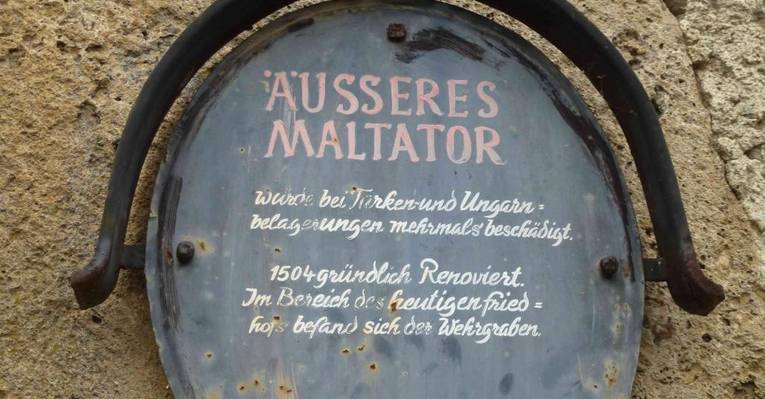 ÄUSSERES
MALTATOR
wurde bei Türken- und Ungarn=
belagerungen mehrmals beschädigt.
1504 gründlich Renoviert.
Im Bereich des heutigen fried=
hofs befand sich der Wehrgraben.